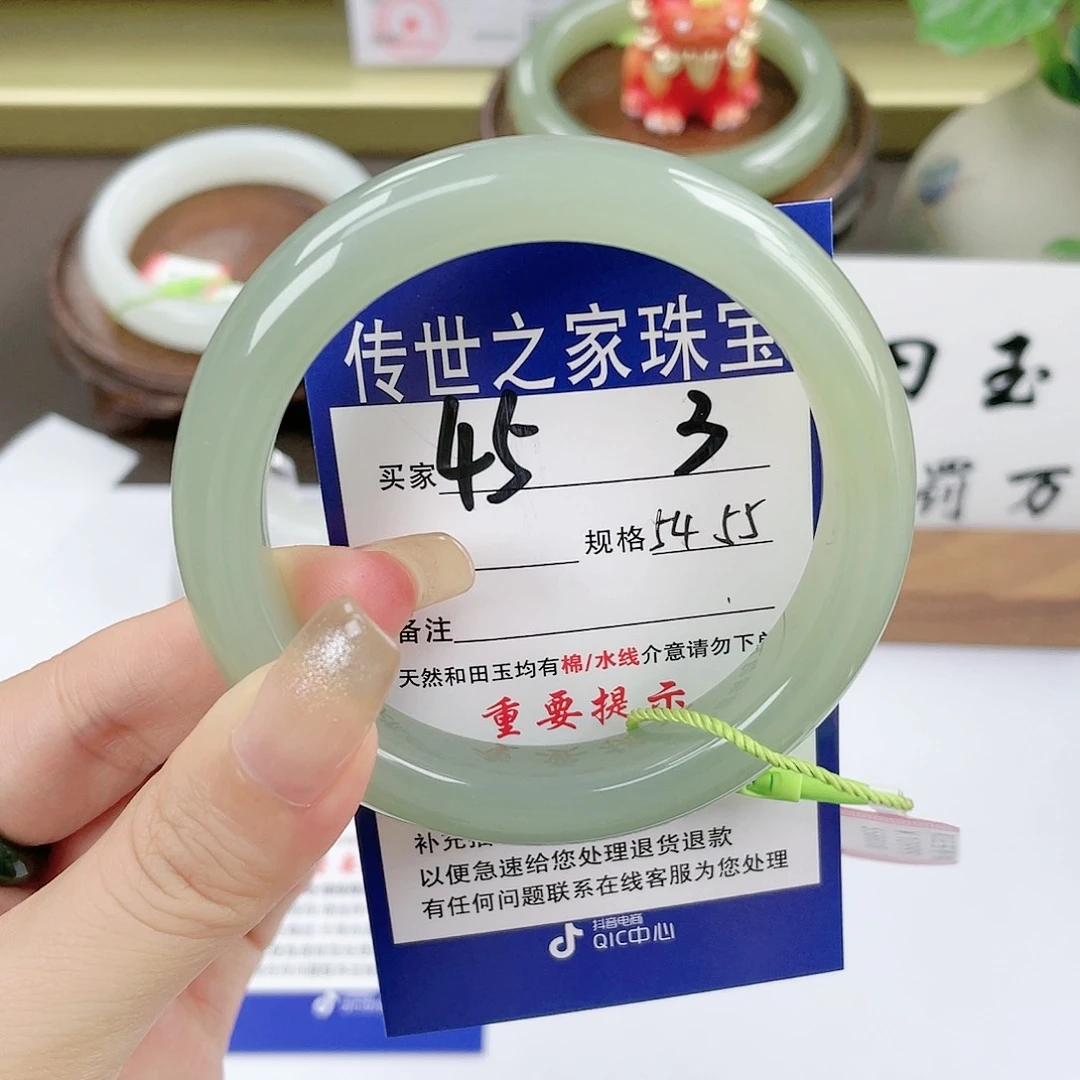 传世之家珠宝
买家 45 3
规格 54 55
备注
天然和田玉均有棉/水线介意请勿下单
重要提示
补充
以便急速给您处理退货退款
有任何问题联系在线客服为您处理
抖音电商
QIC中心
田玉
罚万